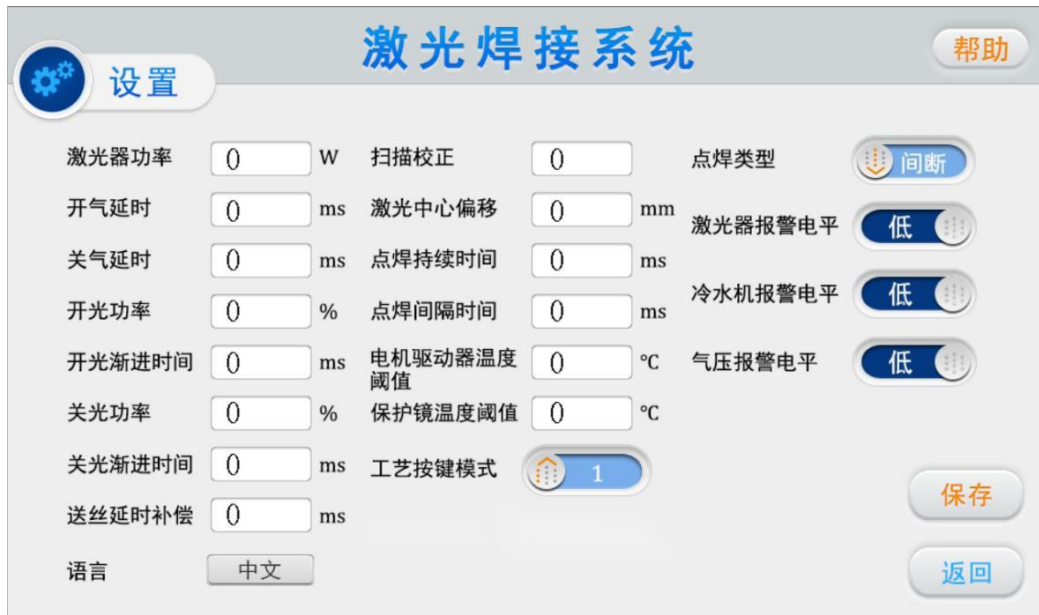 激光焊接系统
帮助
设置
激光器功率 0 W
开气延时 0 ms
关气延时 0 ms
开光功率 0 %
开光渐进时间 0 ms
关光功率 0 %
关光渐进时间 0 ms
送丝延时补偿 0 ms
语言 中文
扫描校正 0
激光中心偏移 0 mm
点焊持续时间 0 ms
点焊间隔时间 0 ms
电机驱动器温度
阈值 0 ℃
保护镜温度阈值 0 ℃
工艺按键模式 1
点焊类型 间断
激光器报警电平 低
冷水机报警电平 低
气压报警电平 低
保存
返回